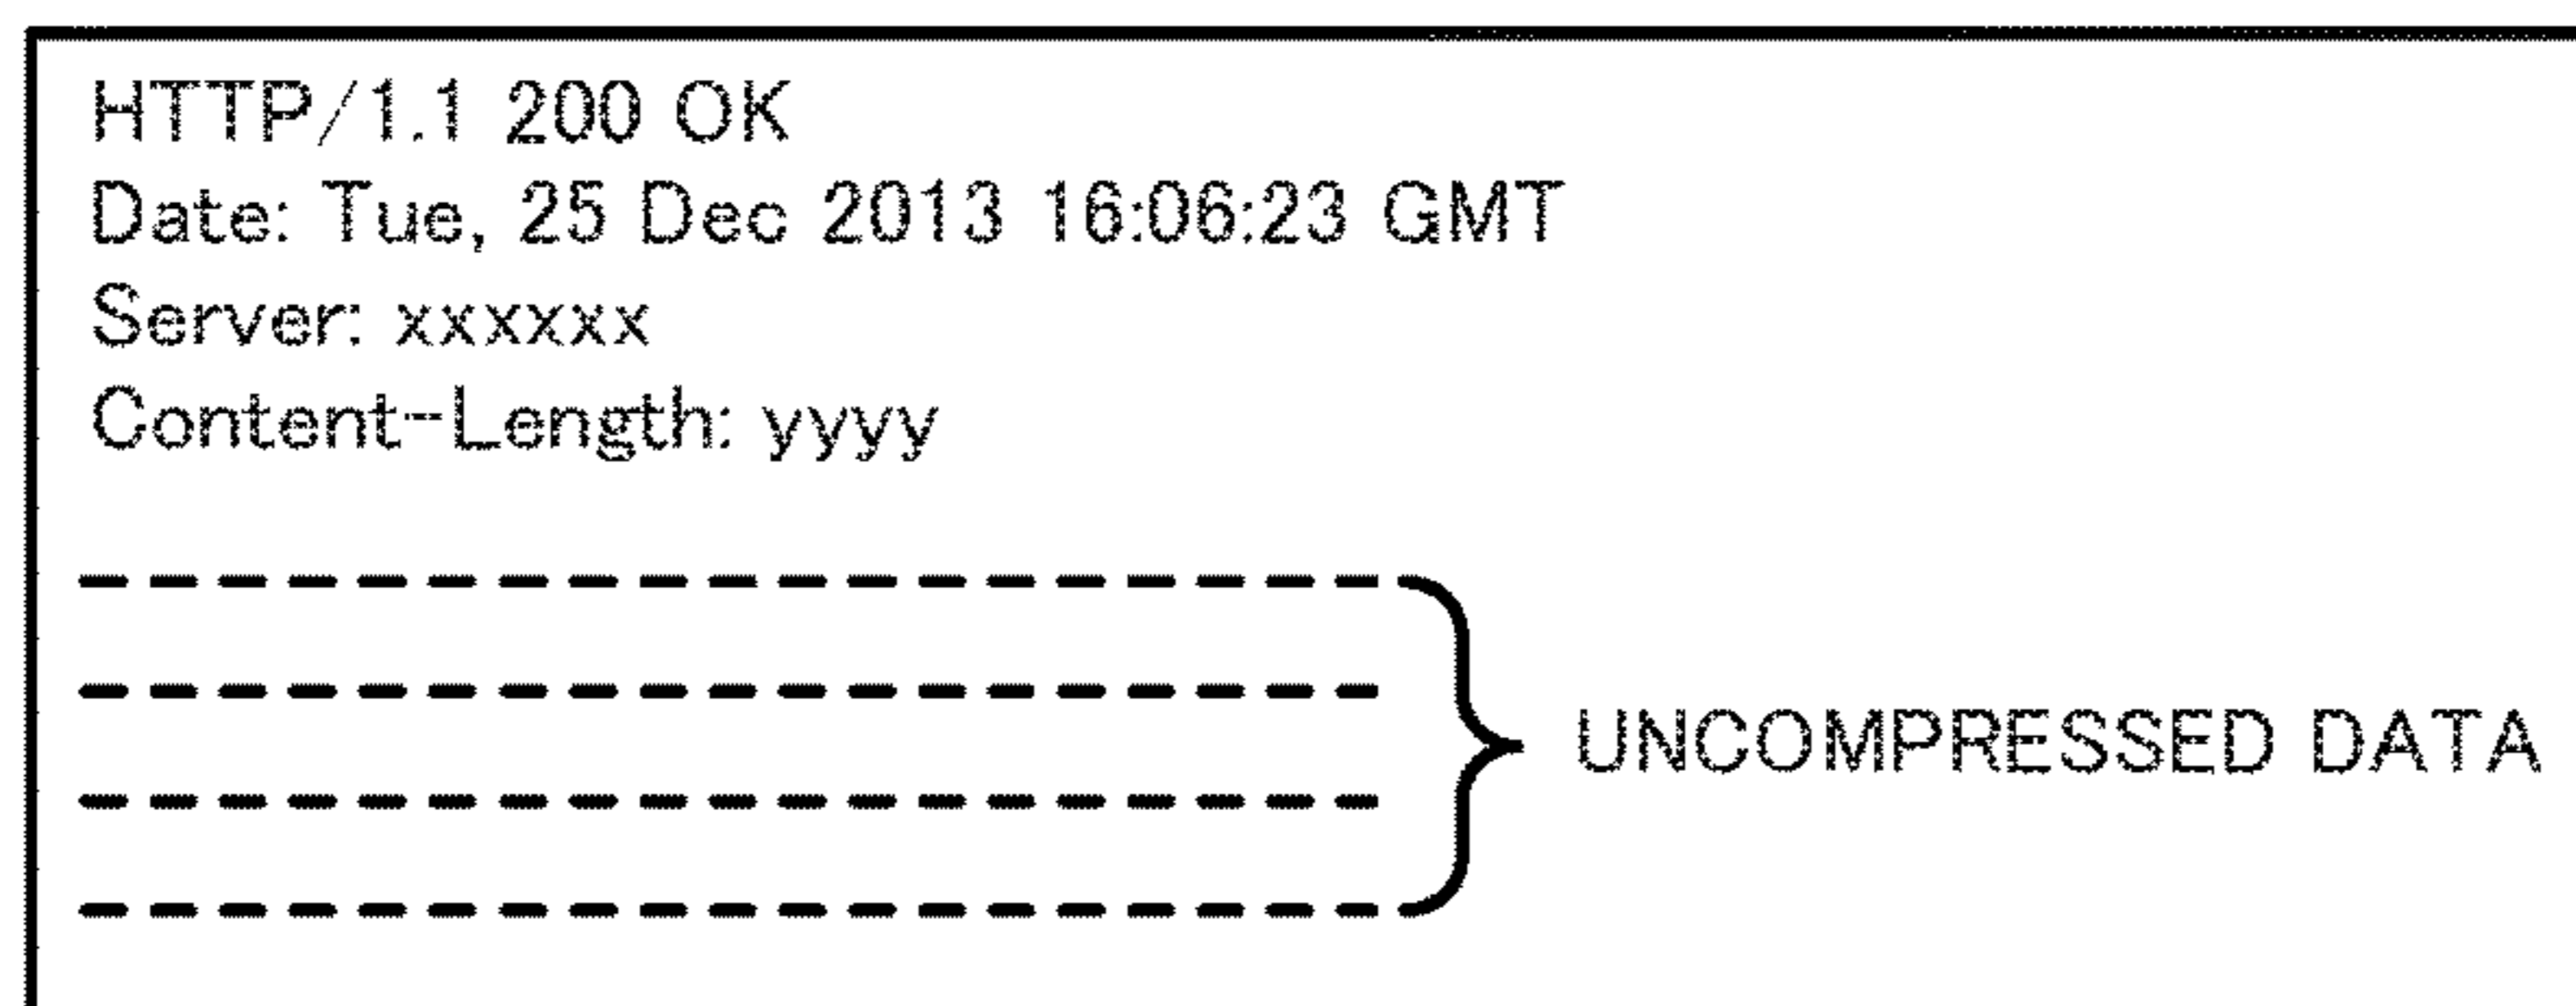 HTTP/1.1 200 OK
Date: Tue, 25 Dec 2013 16:06:23 GMT
Server: xxxxxx
Content-Length: yyyy
UNCOMPRESSED DATA